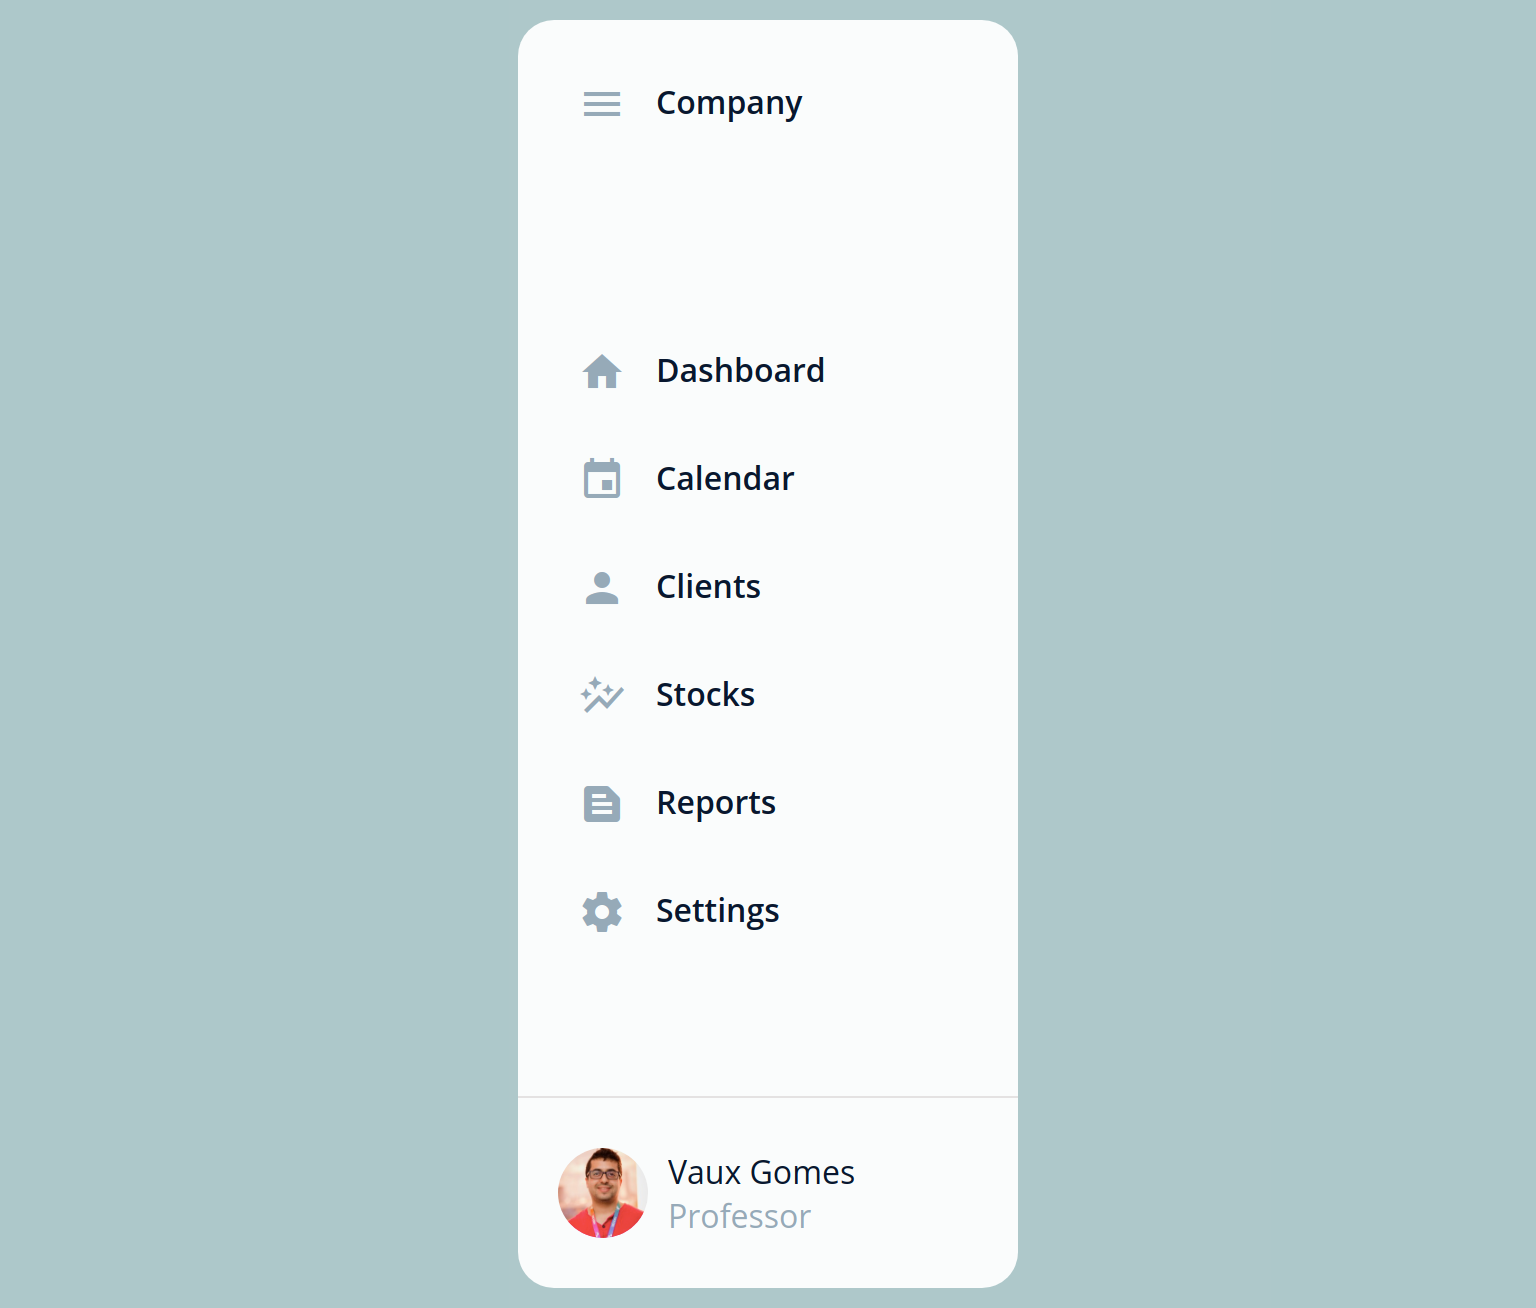 Company
Dashboard
Calendar
Clients
Stocks
Reports
Settings
Vaux Gomes
Professor